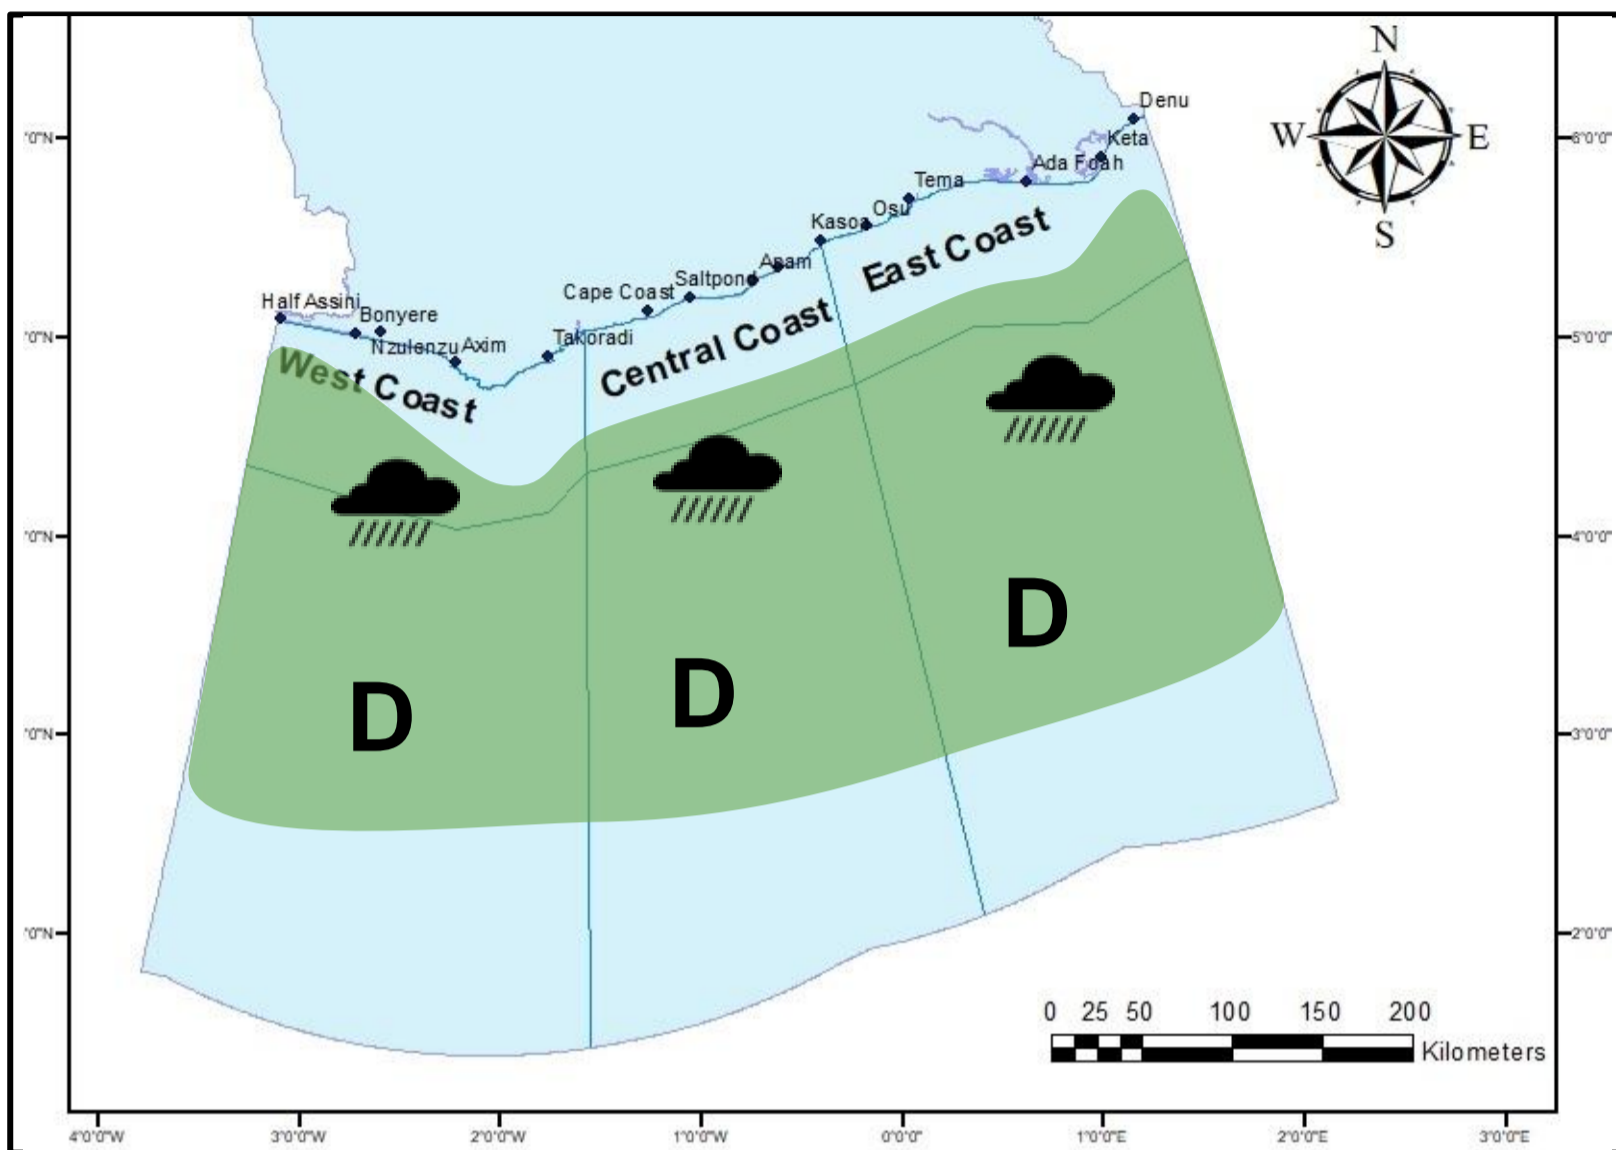 N
W E
S
Denu
Keta
Ada Foah
Tema
Osu
Kasoa
Apam
Saltpond
Cape Coast
Takoradi
Half Assini
Bonyere
Nzulenzu
Axim
East Coast
Central Coast
West Coast
D
D
D
0 25 50 100 150 200
Kilometers
6°0'0"
5°0'0"
4°0'0"
3°0'0"
2°0'0"
4°0'0"W 3°0'0"W 2°0'0"W 1°0'0"W 0°0'0" 1°0'0"E 2°0'0"E 3°0'0"E